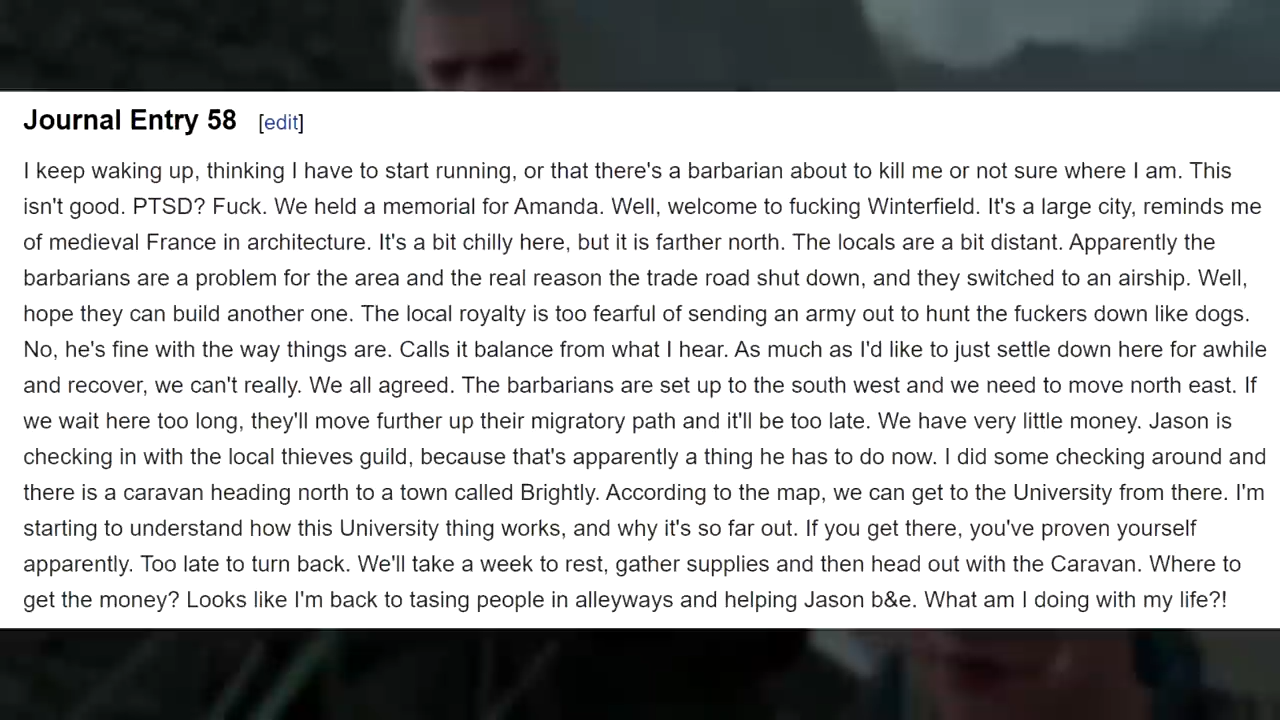 Journal Entry 58 [edit]
I keep waking up, thinking I have to start running, or that there's a barbarian about to kill me or not sure where I am. This
isn't good. PTSD? Fuck. We held a memorial for Amanda. Well, welcome to fucking Winterfield. It's a large city, reminds me
of medieval France in architecture. It's a bit chilly here, but it is farther north. The locals are a bit distant. Apparently the
barbarians are a problem for the area and the real reason the trade road shut down, and they switched to an airship. Well,
hope they can build another one. The local royalty is too fearful of sending an army out to hunt the fuckers down like dogs.
No, he's fine with the way things are. Calls it balance from what I hear. As much as I'd like to just settle down here for awhile
and recover, we can't really. We all agreed. The barbarians are set up to the south west and we need to move north east. If
we wait here too long, they'll move further up their migratory path and it'll be too late. We have very little money. Jason is
checking in with the local thieves guild, because that's apparently a thing he has to do now. I did some checking around and
there is a caravan heading north to a town called Brightly. According to the map, we can get to the University from there. I'm
starting to understand how this University thing works, and why it's so far out. If you get there, you've proven yourself
apparently. Too late to turn back. We'll take a week to rest, gather supplies and then head out with the Caravan. Where to
get the money? Looks like I'm back to tasing people in alleyways and helping Jason b&e. What am I doing with my life?!